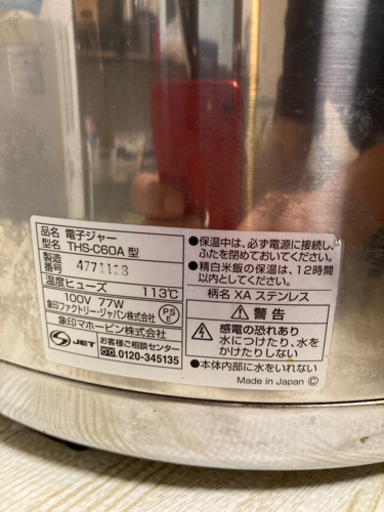 品名 電子ジャー
型名 THS-C60A 型
製造
番号 4771128
温度ヒューズ 113℃
100V 77W
象印ファクトリー・ジャパン株式会社
象印マホービン株式会社
PSE
S JET お客様ご相談センター
0120-345135
●保温中は、必ず電源に接続し、
ふたを閉めておいてください。
●精白米飯の保温は、12時間
以内にしてください。
柄名 XA ステンレス
警告
感電の恐れあり
水につけたり、水を
かけたりしない
●本体内部に水をいれない
Made in Japan Ⓒ